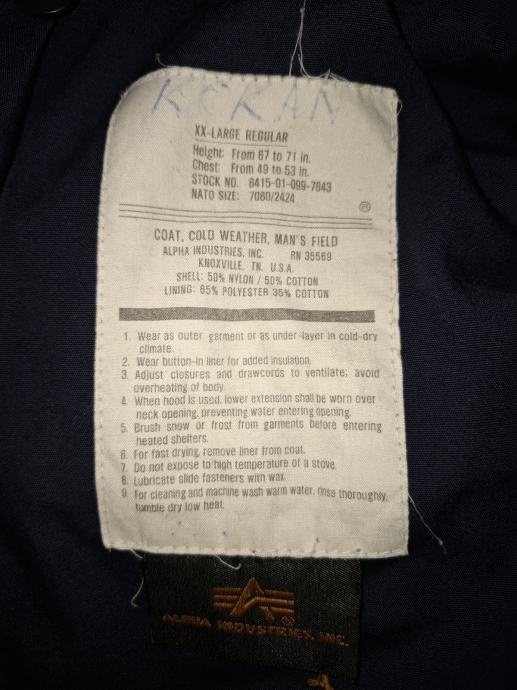 KERAN
XX-LARGE REGULAR
Height: From 67 to 71 in.
Chest: From 49 to 53 in.
STOCK NO. 8415-01-099-7843
NATO SIZE: 7080/2424
®
COAT, COLD WEATHER, MAN'S FIELD
ALPHA INDUSTRIES, INC. RN 35569
KNOXVILLE, TN. U.S.A.
SHELL: 50% NYLON / 50% COTTON
LINING: 65% POLYESTER 35% COTTON
1. Wear as outer garment or as under-layer in cold-dry
climate.
2. Wear button-in liner for added insulation.
3. Adjust closures and drawcords to ventilate; avoid
overheating of body.
4. When hood is used, lower extension shall be worn over
neck opening, preventing water entering opening.
5. Brush snow or frost from garments before entering
heated shelters.
6. For fast drying, remove liner from coat.
7. Do not expose to high temperature of a stove.
8. Lubricate slide fasteners with wax.
9. For cleaning and machine wash warm water, rinse thoroughly,
tumble dry low heat.
®
ALPHA INDUSTRIES, INC.